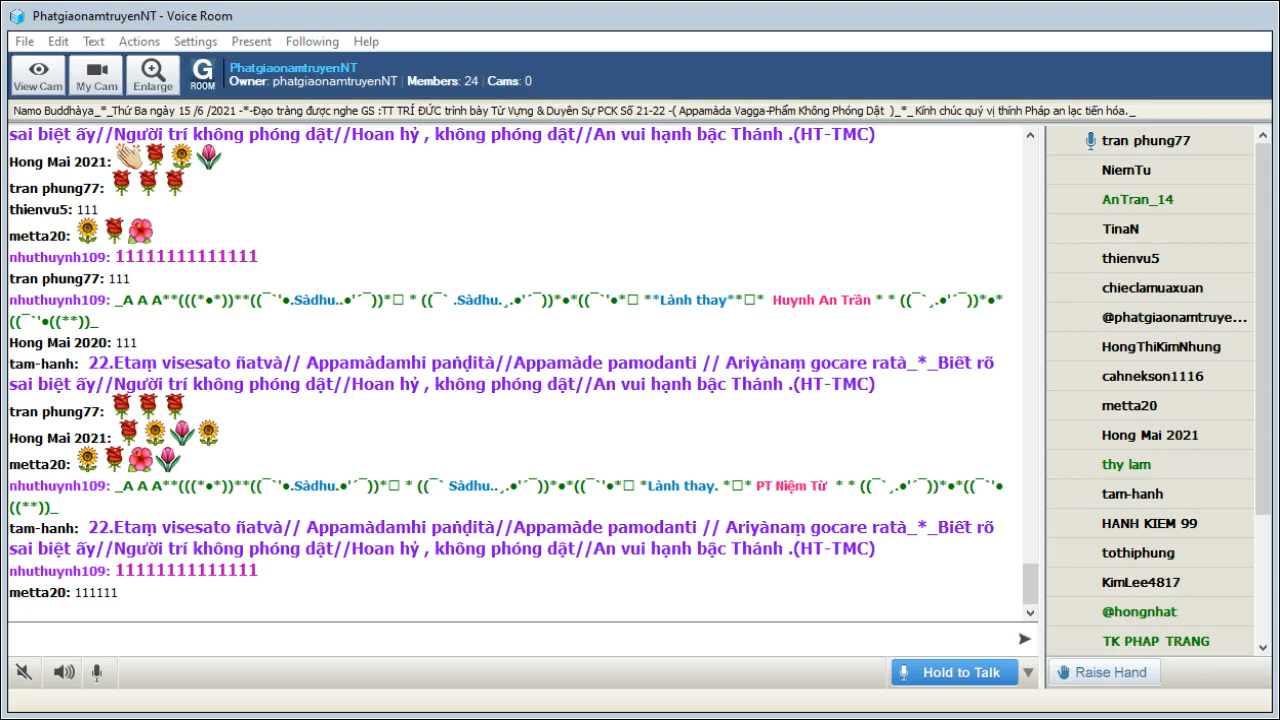 PhatgiaonamtruyenNT - Voice Room
File Edit Text Actions Settings Present Following Help
View Cam My Cam Enlarge G ROOM
PhatgiaonamtruyenNT
Owner: phatgiaonamtruyenNT | Members: 24 | Cams: 0
Namo Buddhàya_*_Thứ Ba ngày 15 /6 /2021 -*-Đạo tràng được nghe GS :TT TRÍ ĐỨC trình bày Từ Vựng & Duyên Sự PCK Số 21-22 -( Appamàda Vagga-Phẩm Không Phóng Dật )_*_ Kính chúc quý vị thính Pháp an lạc tiến hóa._
sai biệt ấy//Người trí không phóng dật//Hoan hỷ , không phóng dật//An vui hạnh bậc Thánh .(HT-TMC)
Hong Mai 2021:
tran phung77:
thienvu5: 111
metta20:
nhuthuynh109: 11111111111111
tran phung77: 111
nhuthuynh109: _A A A**(((*•*))**((¯`'•.Sàdhu..•'´¯))*□ * ((¯` .Sàdhu.¸.•'´¯))*•*((¯`'•*□ **Lành thay**□* Huynh An Trần * * ((¯`¸.•'´¯))*•*
((¯`'•((**))_
Hong Mai 2020: 111
tam-hanh: 22.Etaṃ visesato ñatvà// Appamàdamhi paṇḍità//Appamàde pamodanti // Ariyànaṃ gocare ratà_*_Biết rõ
sai biệt ấy//Người trí không phóng dật//Hoan hỷ , không phóng dật//An vui hạnh bậc Thánh .(HT-TMC)
tran phung77:
Hong Mai 2021:
metta20:
nhuthuynh109: _A A A**(((*•*))**((¯`'•.Sàdhu.•'´¯))*□ * ((¯` Sàdhu..¸.•'´¯))*•*((¯`'•*□ *Lành thay. *□* PT Niệm Từ * * ((¯`¸.•'´¯))*•*((¯`'•
((**))_
tam-hanh: 22.Etaṃ visesato ñatvà// Appamàdamhi paṇḍità//Appamàde pamodanti // Ariyànaṃ gocare ratà_*_Biết rõ
sai biệt ấy//Người trí không phóng dật//Hoan hỷ , không phóng dật//An vui hạnh bậc Thánh .(HT-TMC)
nhuthuynh109: 11111111111111
metta20: 111111
Hold to Talk
tran phung77
NiemTu
AnTran_14
TinaN
thienvu5
chieclamuaxuan
@phatgiaonamtruye...
HongThiKimNhung
cahnekson1116
metta20
Hong Mai 2021
thy lam
tam-hanh
HANH KIEM 99
tothiphung
KimLee4817
@hongnhat
TK PHAP TRANG
Raise Hand